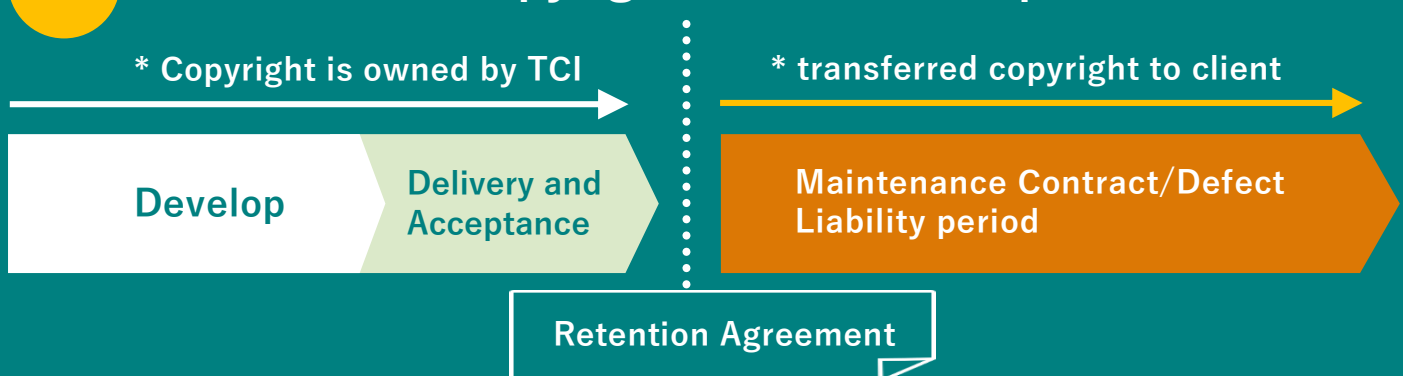 * Copyright is owned by TCI
* transferred copyright to client
Develop
Delivery and
Acceptance
Maintenance Contract/Defect
Liability period
Retention Agreement